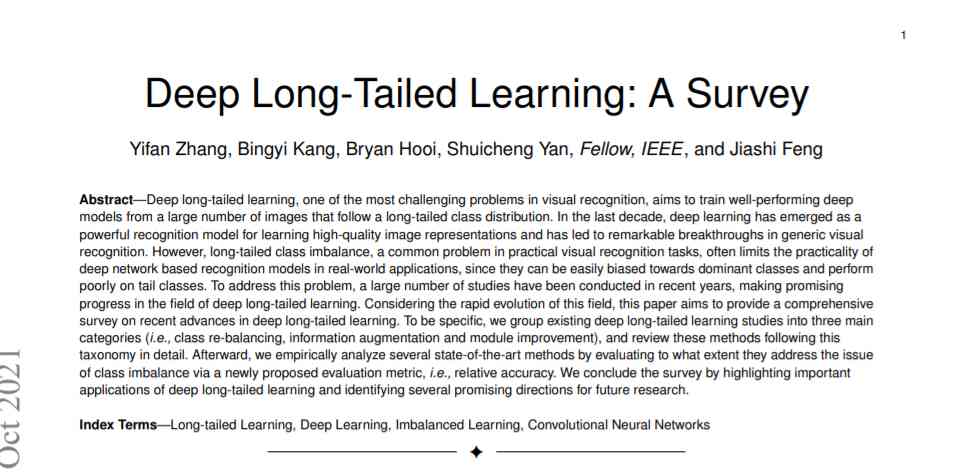 1
Deep Long-Tailed Learning: A Survey
Yifan Zhang, Bingyi Kang, Bryan Hooi, Shuicheng Yan, Fellow, IEEE, and Jiashi Feng
Abstract—Deep long-tailed learning, one of the most challenging problems in visual recognition, aims to train well-performing deep
models from a large number of images that follow a long-tailed class distribution. In the last decade, deep learning has emerged as a
powerful recognition model for learning high-quality image representations and has led to remarkable breakthroughs in generic visual
recognition. However, long-tailed class imbalance, a common problem in practical visual recognition tasks, often limits the practicality of
deep network based recognition models in real-world applications, since they can be easily biased towards dominant classes and perform
poorly on tail classes. To address this problem, a large number of studies have been conducted in recent years, making promising
progress in the field of deep long-tailed learning. Considering the rapid evolution of this field, this paper aims to provide a comprehensive
survey on recent advances in deep long-tailed learning. To be specific, we group existing deep long-tailed learning studies into three main
categories (i.e., class re-balancing, information augmentation and module improvement), and review these methods following this
taxonomy in detail. Afterward, we empirically analyze several state-of-the-art methods by evaluating to what extent they address the issue
of class imbalance via a newly proposed evaluation metric, i.e., relative accuracy. We conclude the survey by highlighting important
applications of deep long-tailed learning and identifying several promising directions for future research.
Index Terms—Long-tailed Learning, Deep Learning, Imbalanced Learning, Convolutional Neural Networks
Oct 2021